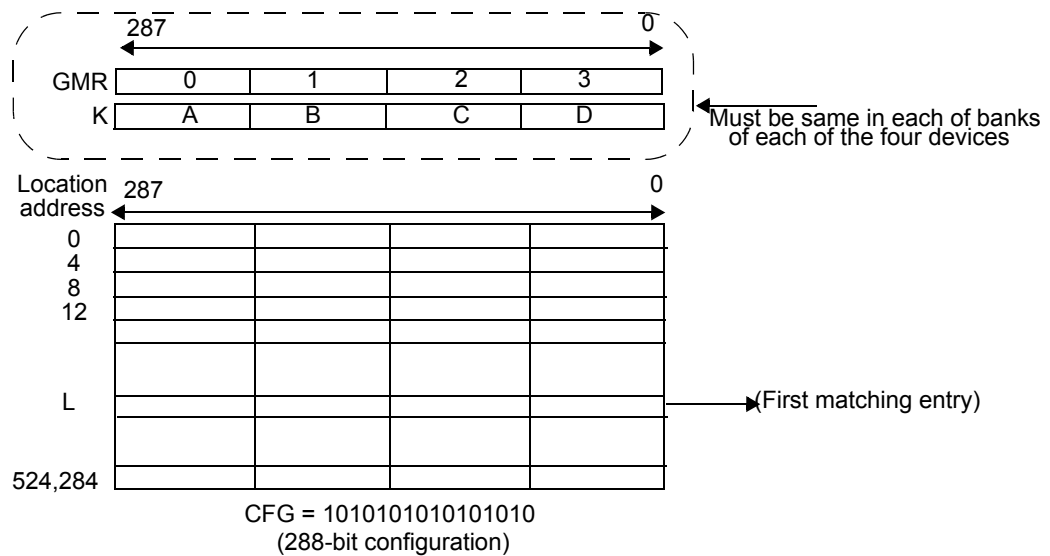 287 0
GMR 0 1 2 3
K A B C D
Must be same in each of banks
of each of the four devices
Location
address
287 0
0
4
8
12
L
(First matching entry)
524,284
CFG = 1010101010101010
(288-bit configuration)